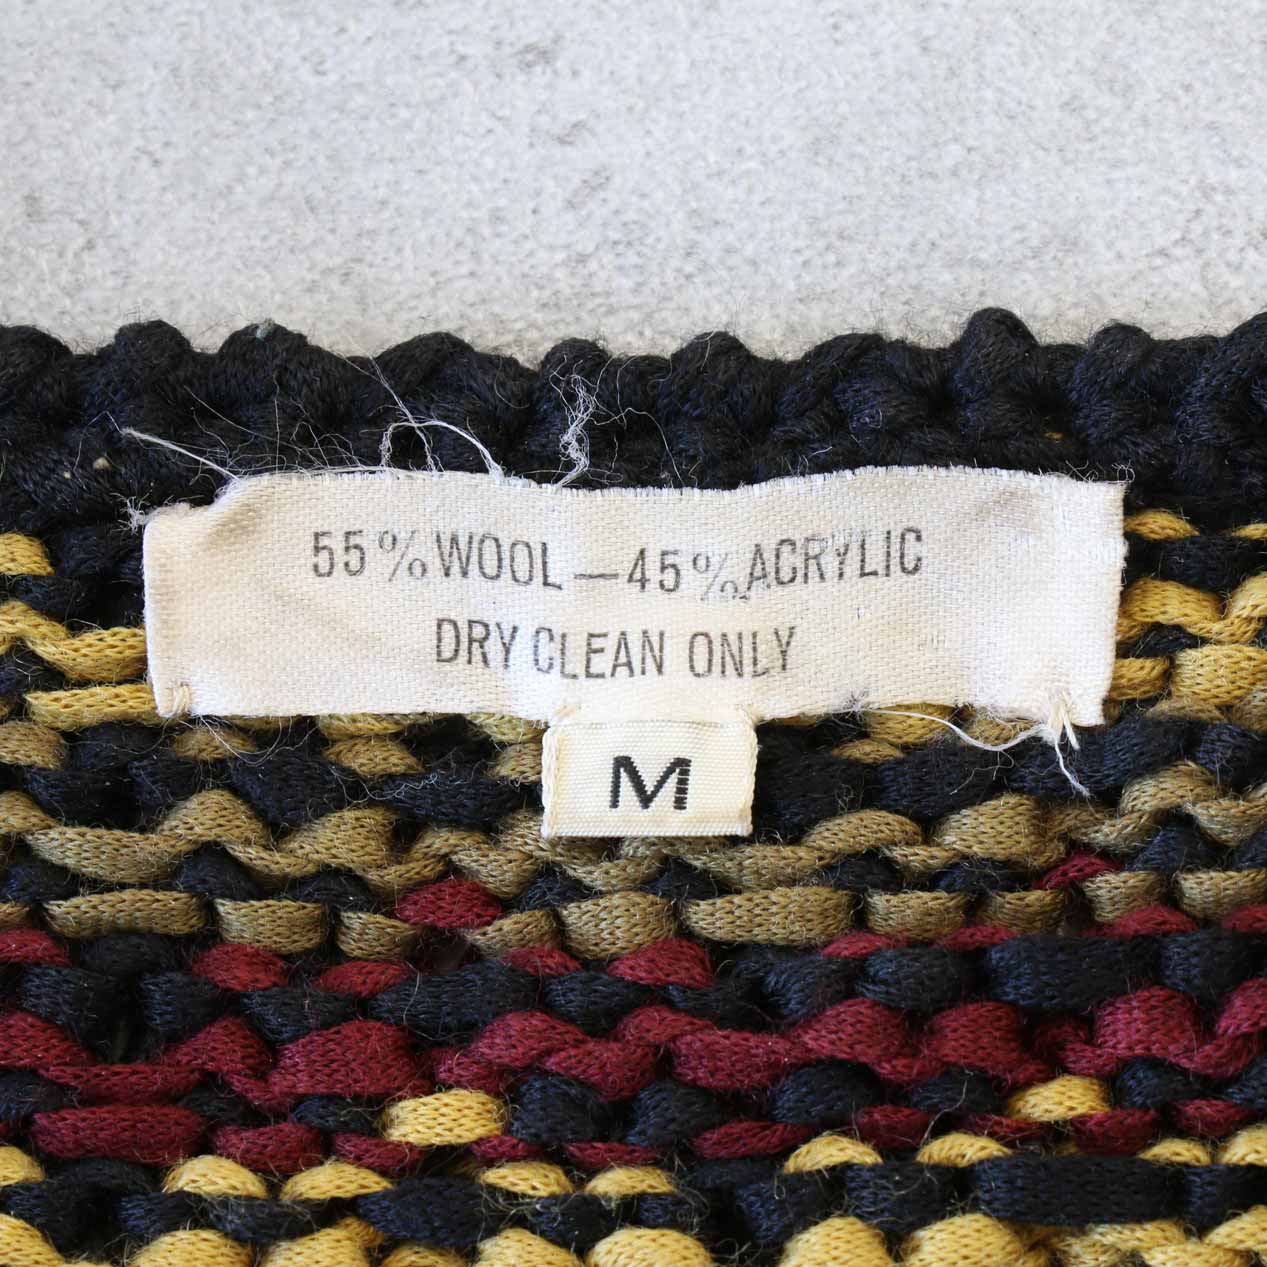 55% WOOL—45% ACRYLIC
DRY CLEAN ONLY
M